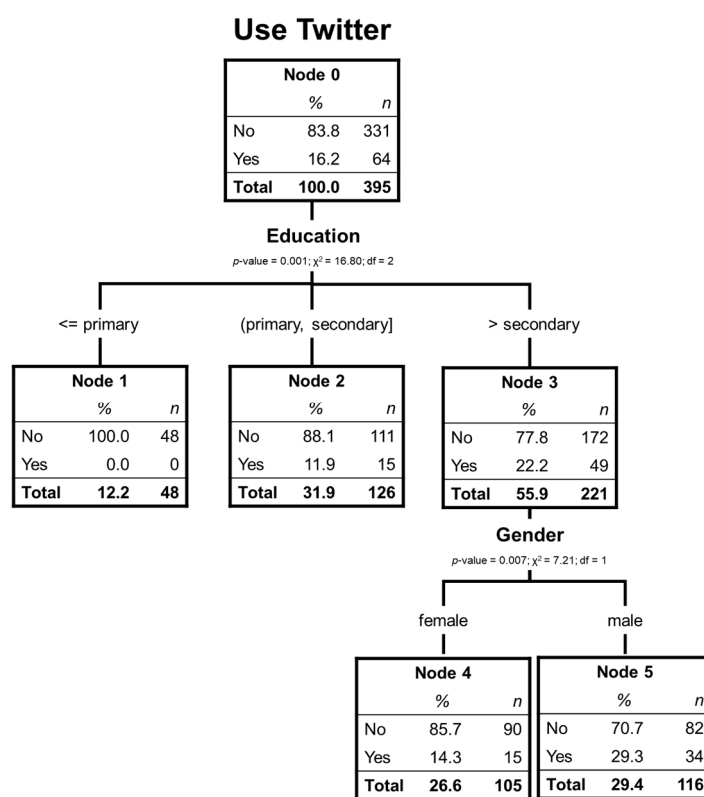 Use Twitter
Node 0
% n
No 83.8 331
Yes 16.2 64
Total 100.0 395
Education
p-value = 0.001; χ² = 16.80; df = 2
<= primary
(primary, secondary]
> secondary
Node 1
% n
No 100.0 48
Yes 0.0 0
Total 12.2 48
Node 2
% n
No 88.1 111
Yes 11.9 15
Total 31.9 126
Node 3
% n
No 77.8 172
Yes 22.2 49
Total 55.9 221
Gender
p-value = 0.007; χ² = 7.21; df = 1
female
male
Node 4
% n
No 85.7 90
Yes 14.3 15
Total 26.6 105
Node 5
% n
No 70.7 82
Yes 29.3 34
Total 29.4 116